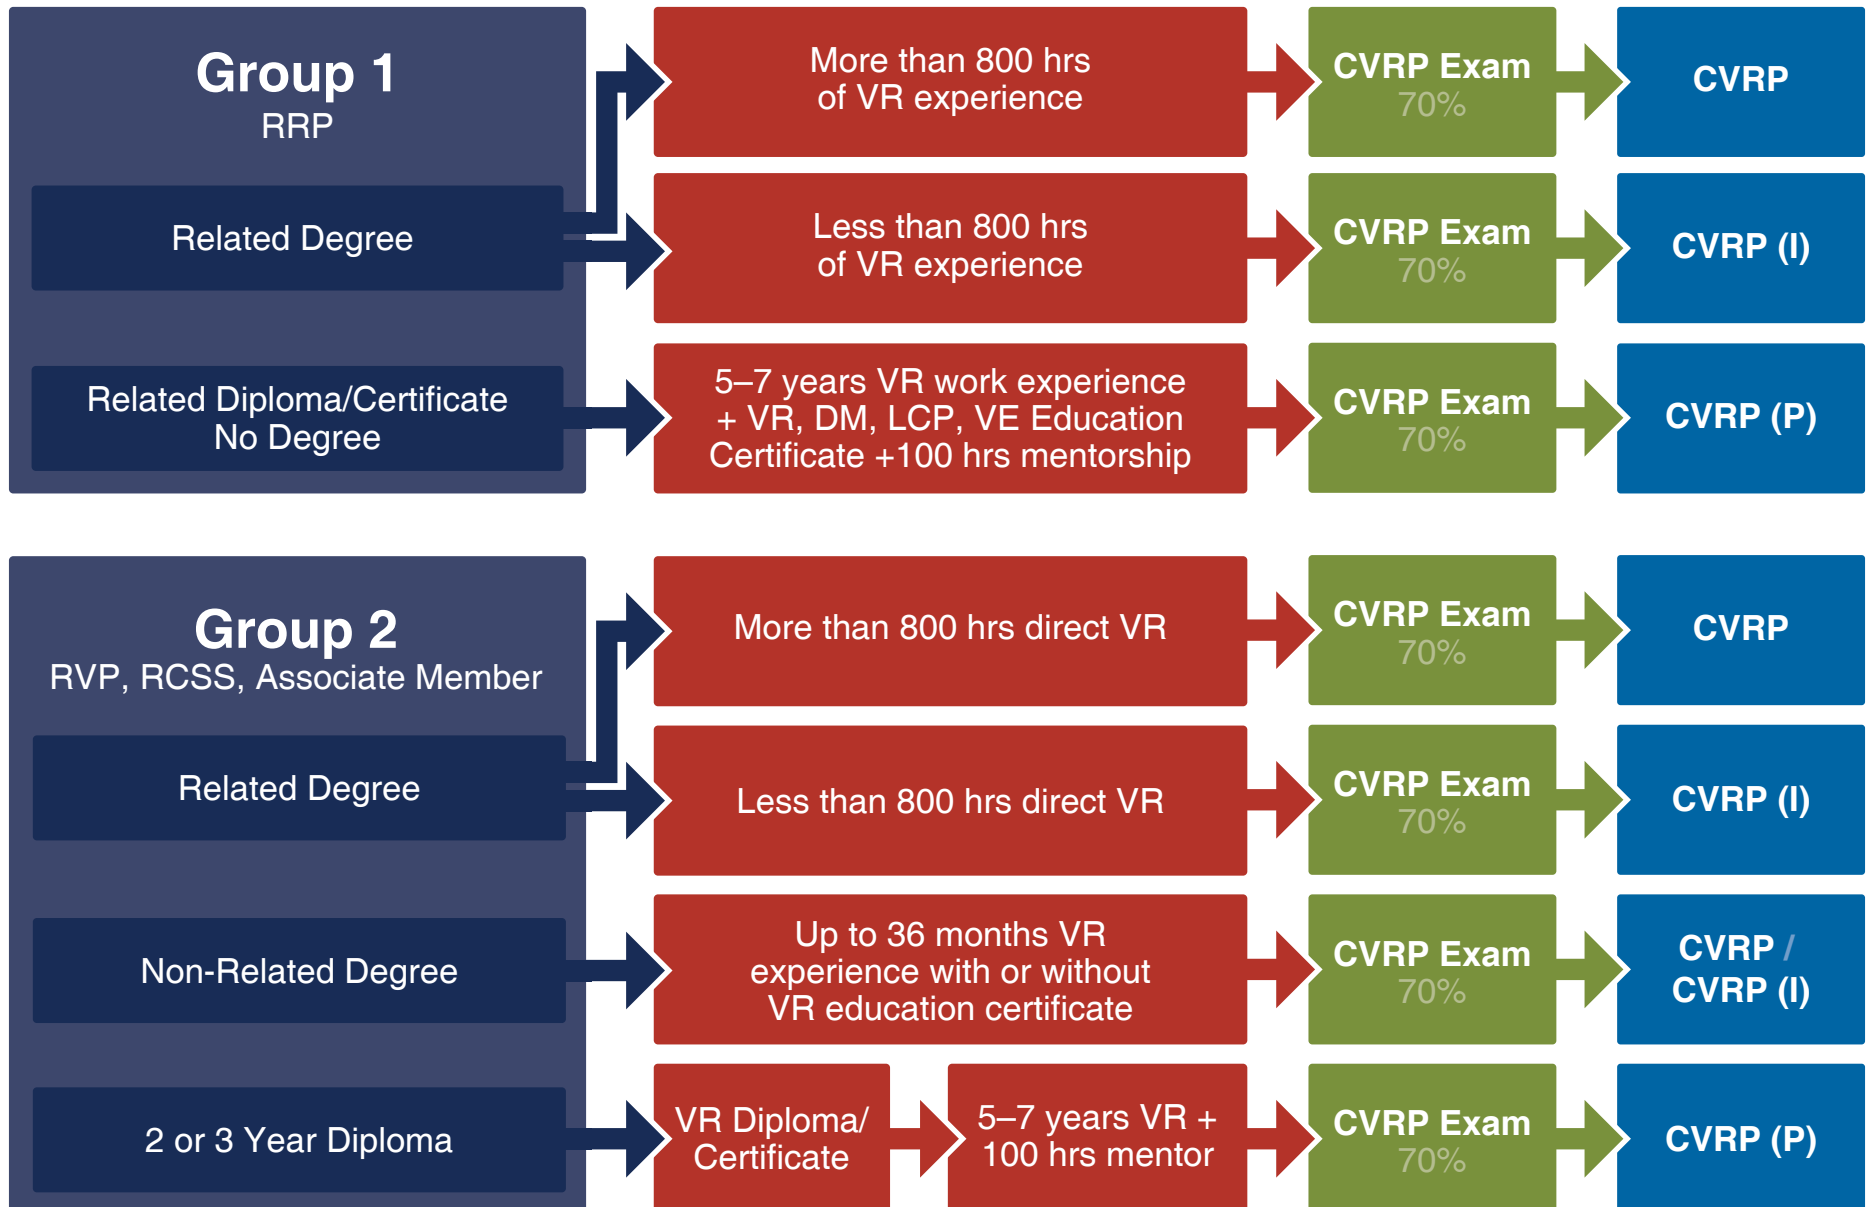 Group 1
RRP
Related Degree
More than 800 hrs
of VR experience
CVRP Exam
70%
CVRP
Less than 800 hrs
of VR experience
CVRP Exam
70%
CVRP (I)
Related Diploma/Certificate
No Degree
5–7 years VR work experience
+ VR, DM, LCP, VE Education
Certificate +100 hrs mentorship
CVRP Exam
70%
CVRP (P)
Group 2
RVP, RCSS, Associate Member
Related Degree
More than 800 hrs direct VR
CVRP Exam
70%
CVRP
Less than 800 hrs direct VR
CVRP Exam
70%
CVRP (I)
Non-Related Degree
Up to 36 months VR
experience with or without
VR education certificate
CVRP Exam
70%
CVRP /
CVRP (I)
2 or 3 Year Diploma
VR Diploma/
Certificate
5–7 years VR +
100 hrs mentor
CVRP Exam
70%
CVRP (P)